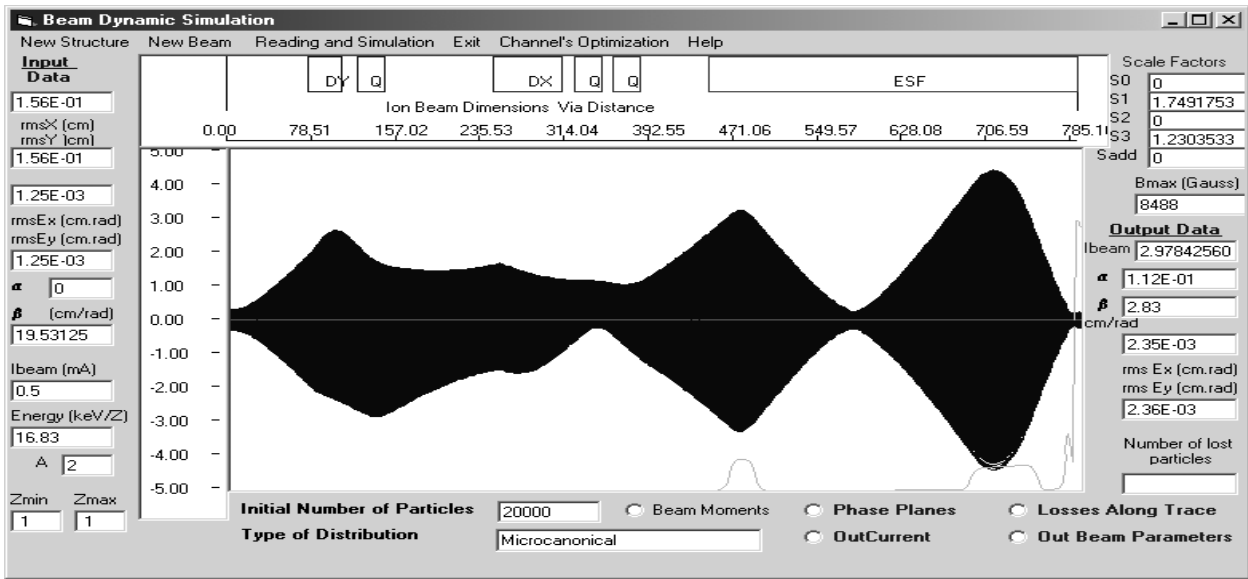 Beam Dynamic Simulation
New Structure New Beam Reading and Simulation Exit Channel's Optimization Help
Input
Data
1.56E-01
rmsX (cm)
rmsY )cm)
1.56E-01
1.25E-03
rmsEx (cm.rad)
rmsEy (cm.rad)
1.25E-03
α 0
β (cm/rad)
19.53125
Ibeam (mA)
0.5
Energy (keV/Z)
16.83
A 2
Zmin Zmax
1 1
DY Q DX Q Q ESF
Ion Beam Dimensions Via Distance
0.00 78,51 157.02 235.53 314.04 392.55 471.06 549.57 628.08 706.59 785.1
5.00
4.00
3.00
2.00
1.00
0.00
-1.00
-2.00
-3.00
-4.00
-5.00
Scale Factors
S0 0
S1 1.7491753
S2 0
S3 1.2303533
Sadd 0
Bmax (Gauss)
8488
Output Data
Ibeam 2.97842560
α 1.12E-01
β 2.83
cm/rad
2.35E-03
rms Ex (cm.rad)
rms Ey (cm.rad)
2.36E-03
Number of lost
particles
Initial Number of Particles 20000 Beam Moments Phase Planes Losses Along Trace
Type of Distribution Microcanonical OutCurrent Out Beam Parameters